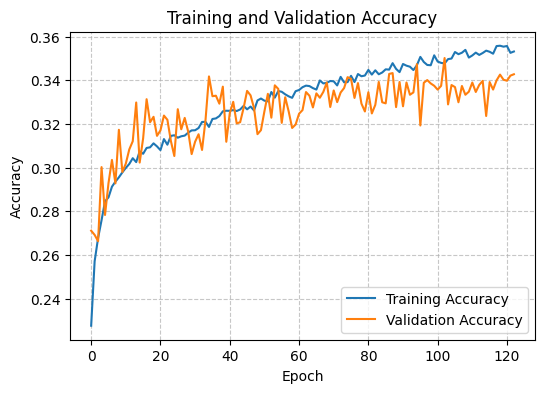 Training and Validation Accuracy
Accuracy
0.36
0.34
0.32
0.30
0.28
0.26
0.24
Training Accuracy
Validation Accuracy
0 20 40 60 80 100 120
Epoch